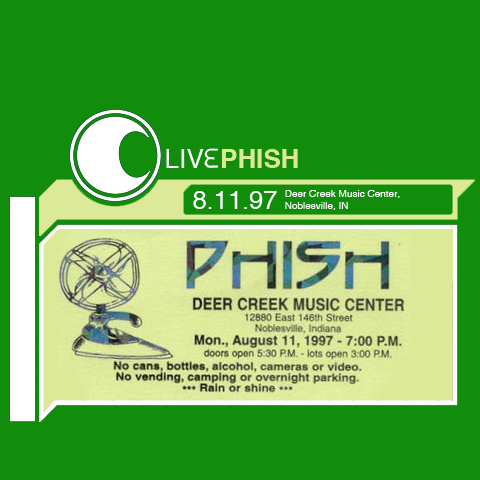 LIVEPHISH
8.11.97
Deer Creek Music Center,
Noblesville, IN
PHISH
DEER CREEK MUSIC CENTER
12880 East 146th Street
Noblesville, Indiana
Mon., August 11, 1997 - 7:00 P.M.
doors open 5:30 P.M. - lots open 3:00 P.M.
No cans, bottles, alcohol, cameras or video.
No vending, camping or overnight parking.
*** Rain or shine ***